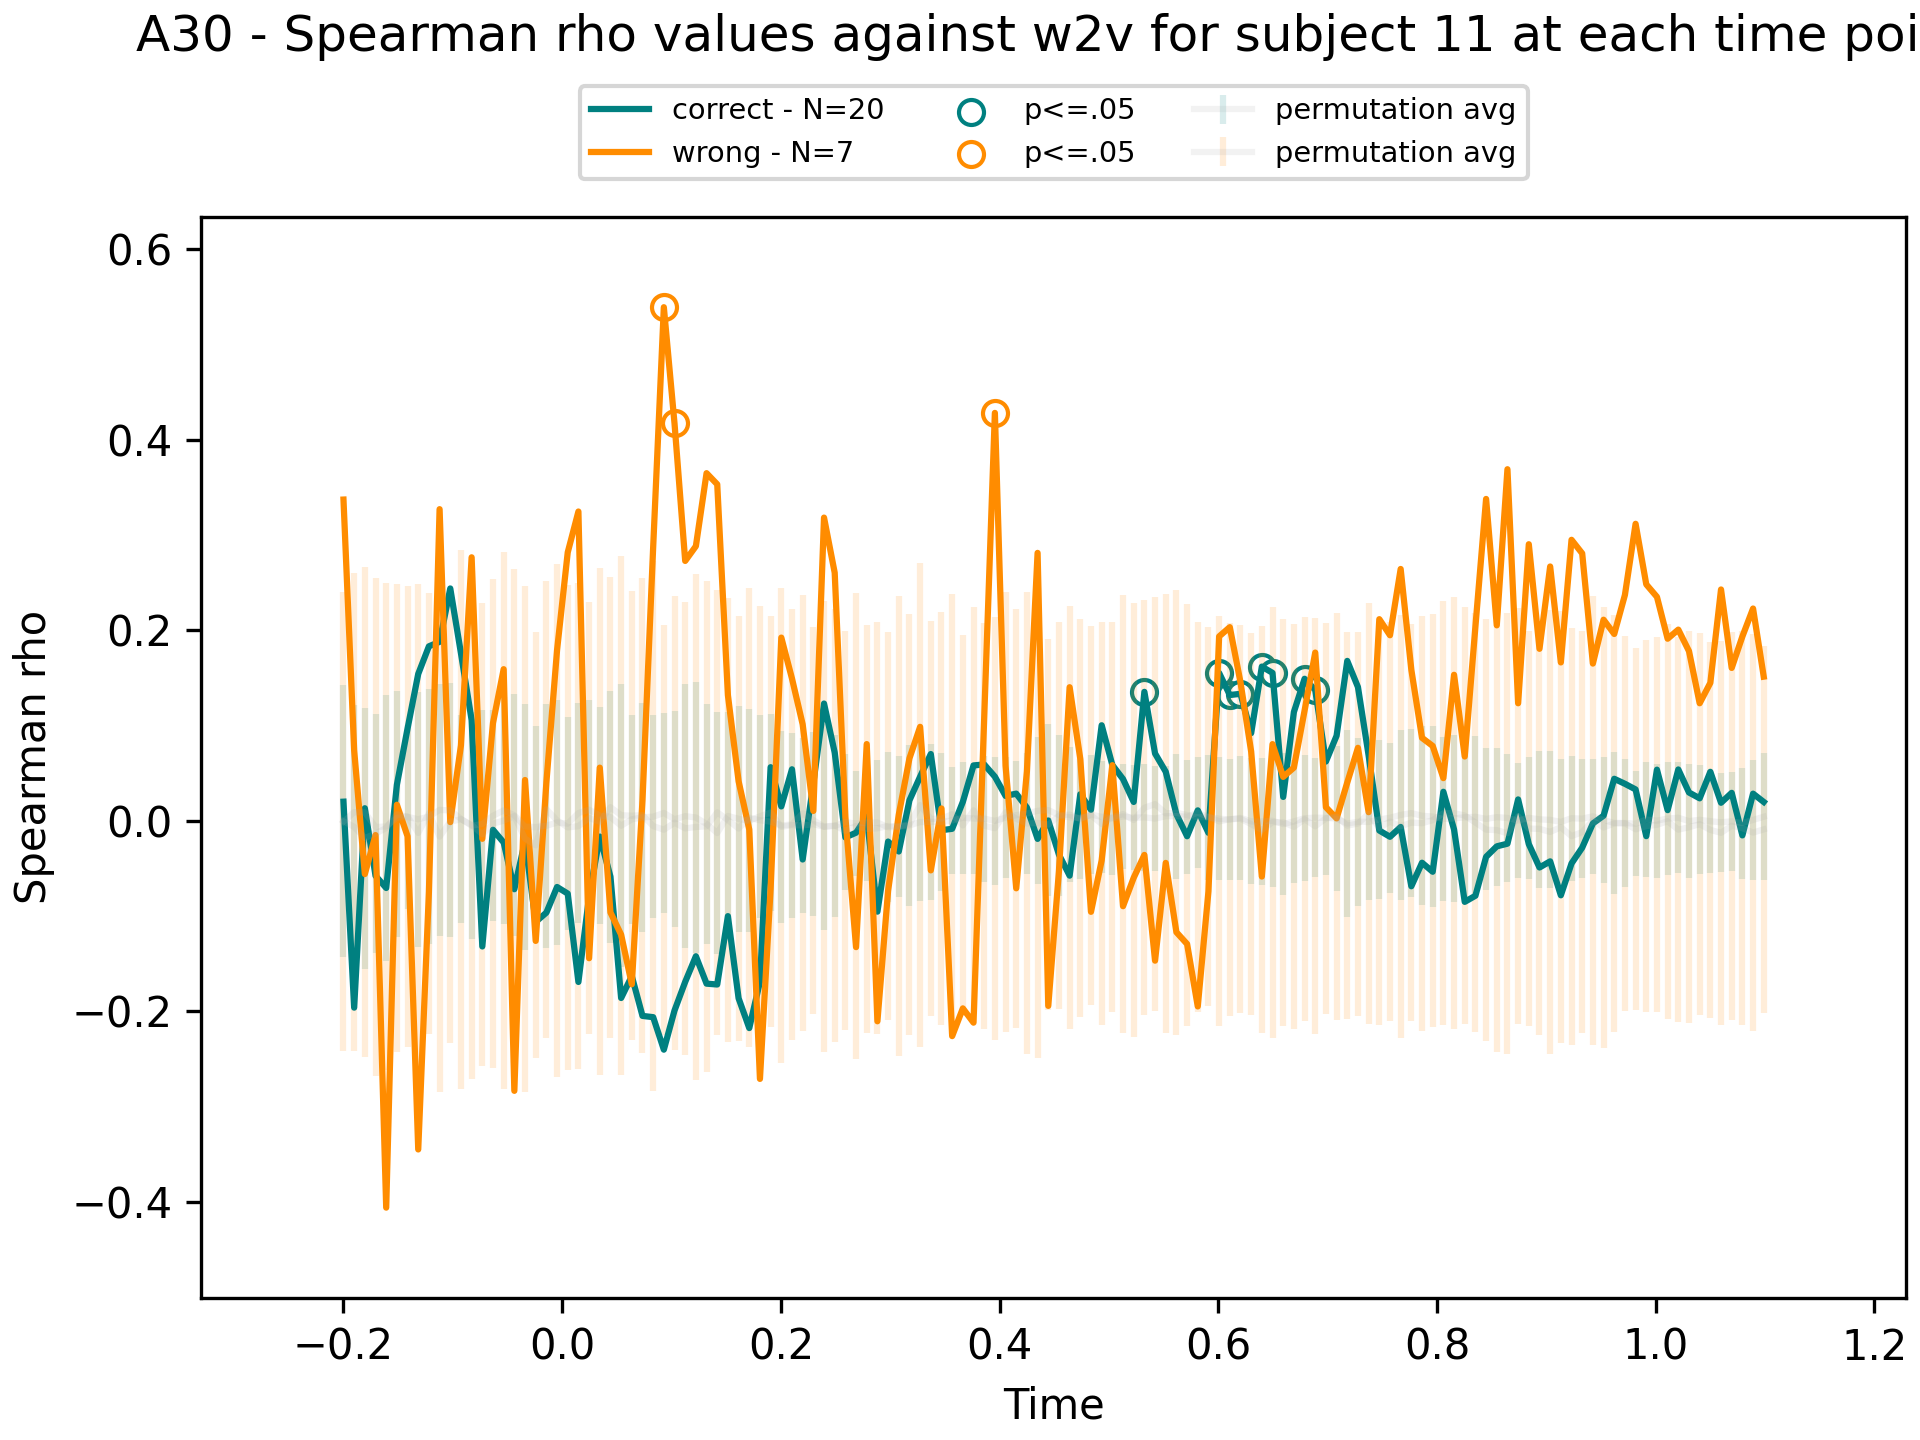 A30 - Spearman rho values against w2v for subject 11 at each time poi
correct - N=20
wrong - N=7
p<=.05
p<=.05
permutation avg
permutation avg
Spearman rho
0.6
0.4
0.2
0.0
−0.2
−0.4
−0.2 0.0 0.2 0.4 0.6 0.8 1.0 1.2
Time